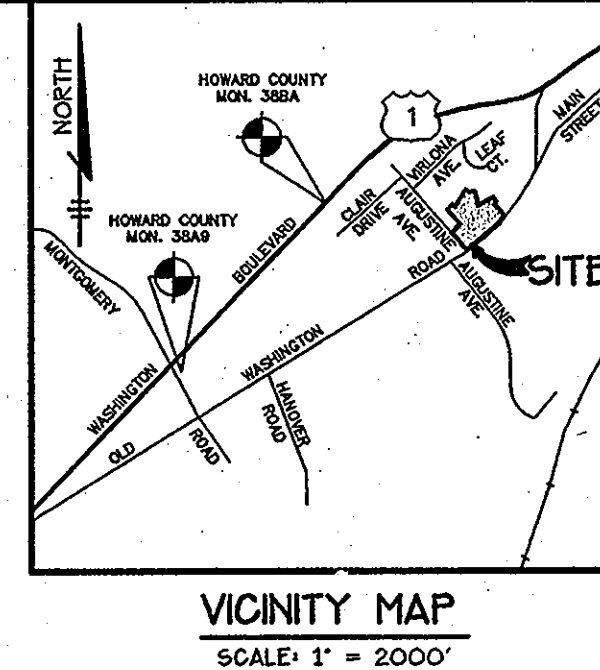 NORTH
HOWARD COUNTY
MON. 38BA
1
MAIN
STREET
VIRLONA
AVE.
LEAF
CT.
CLAIR
DRIVE
AUGUSTINE
AVE.
HOWARD COUNTY
MON. 38A9
BOULEVARD
MONTGOMERY
ROAD
SITE
AUGUSTINE
AVE.
WASHINGTON
WASHINGTON
HANOVER
ROAD
OLD
ROAD
VICINITY MAP
SCALE: 1" = 2000'